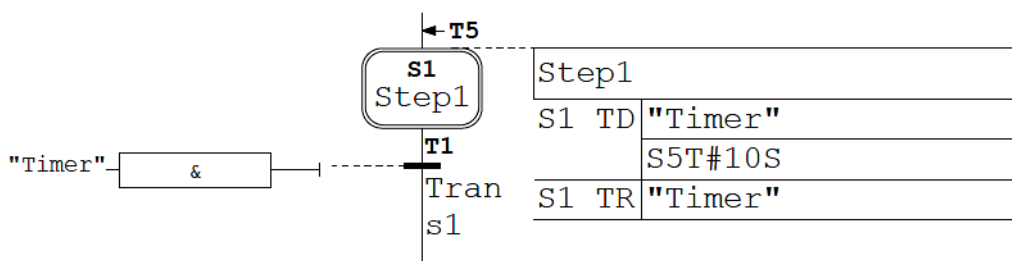 T5
S1
Step1
Step1
S1 TD "Timer"
S5T#10S
S1 TR "Timer"
"Timer"
&
T1
Tran
s1